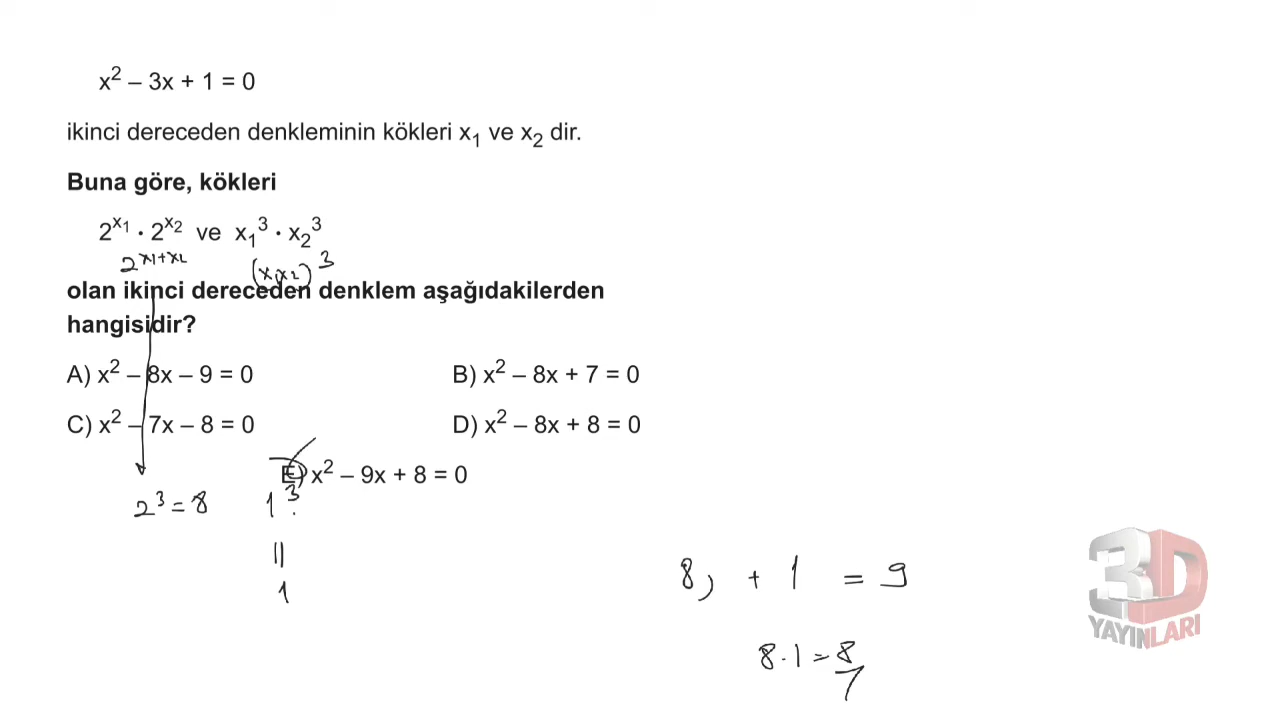 x² – 3x + 1 = 0
ikinci dereceden denkleminin kökleri x₁ ve x₂ dir.
Buna göre, kökleri
2^x₁ · 2^x₂ ve x₁³ · x₂³
2^x1+x2 (x1x2)³
olan ikinci dereceden denklem aşağıdakilerden
hangisidir?
A) x² – 8x – 9 = 0 B) x² – 8x + 7 = 0
C) x² – 7x – 8 = 0 D) x² – 8x + 8 = 0
E) x² – 9x + 8 = 0
2³ = 8 1³
||
1
8, + 1 = 9
8 · 1 = 8
3D
YAYINLARI